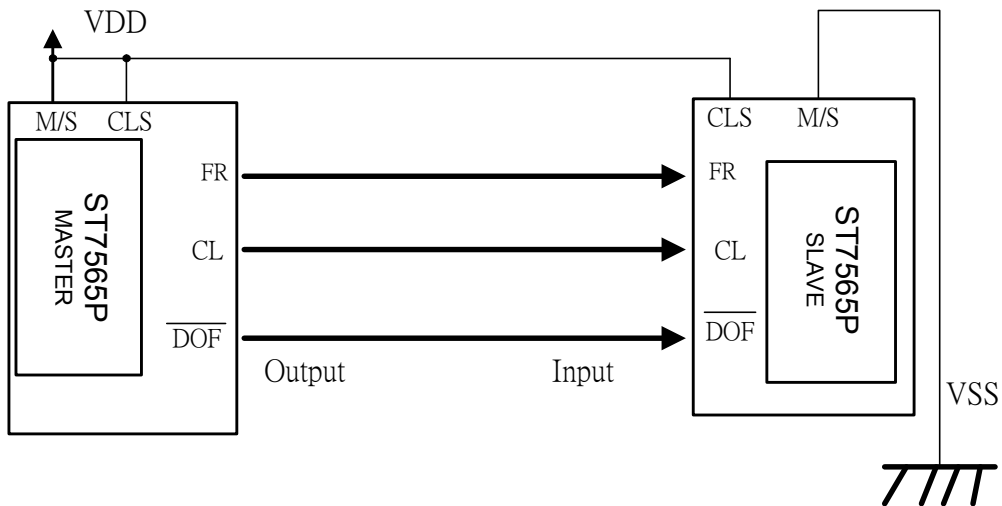 VDD
M/S CLS
CLS M/S
FR
FR
ST7565P
MASTER
ST7565P
SLAVE
CL
CL
DOF
DOF
Output
Input
VSS